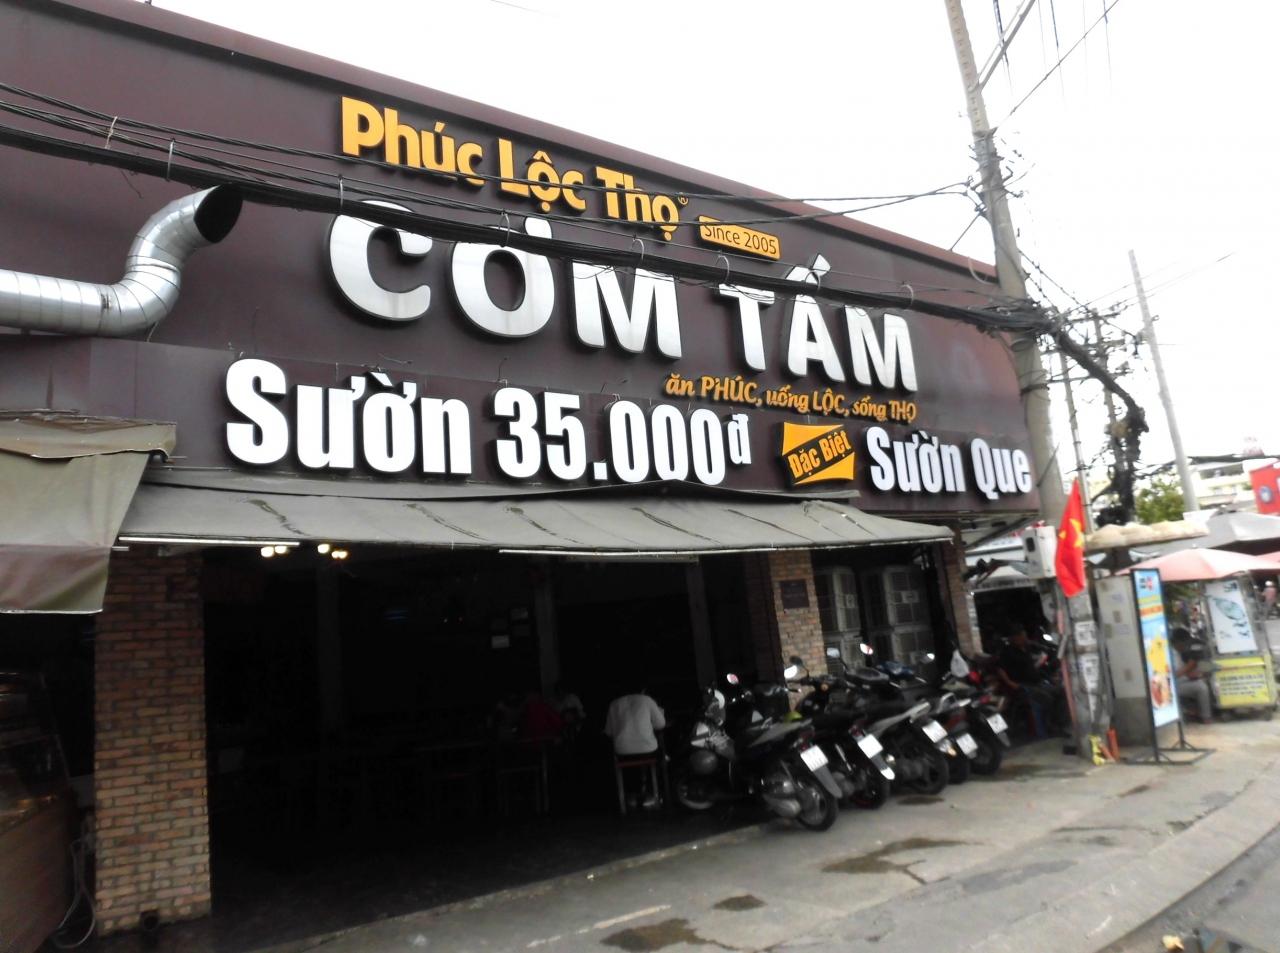 Phúc Lộc Thọ®
Since 2005
CƠM TẤM
ăn PHÚC, uống LỘC, sống THỌ
Sườn 35.000đ
Đặc Biệt
Sườn Que